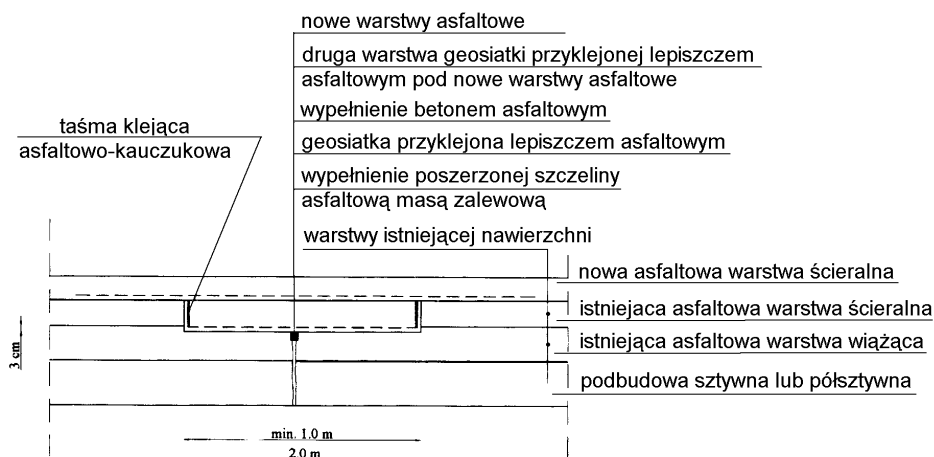 nowe warstwy asfaltowe
druga warstwa geosiatki przyklejonej lepiszczem
asfaltowym pod nowe warstwy asfaltowe
wypełnienie betonem asfaltowym
taśma klejąca
asfaltowo-kauczukowa
geosiatka przyklejona lepiszczem asfaltowym
wypełnienie poszerzonej szczeliny
asfaltową masą zalewową
warstwy istniejącej nawierzchni
nowa asfaltowa warstwa ścieralna
istniejaca asfaltowa warstwa ścieralna
istniejąca asfaltowa warstwa wiążąca
podbudowa sztywna lub półsztywna
3 cm
min. 1.0 m
2.0 m